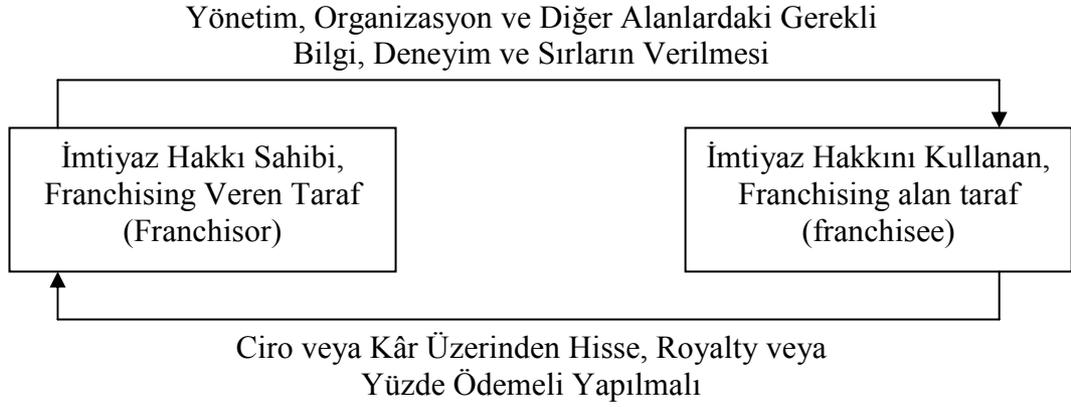 Yönetim, Organizasyon ve Diğer Alanlardaki Gerekli
Bilgi, Deneyim ve Sırların Verilmesi
İmtiyaz Hakkı Sahibi,
Franchising Veren Taraf
(Franchisor)
İmtiyaz Hakkını Kullanan,
Franchising alan taraf
(franchisee)
Ciro veya Kâr Üzerinden Hisse, Royalty veya
Yüzde Ödemeli Yapılmalı